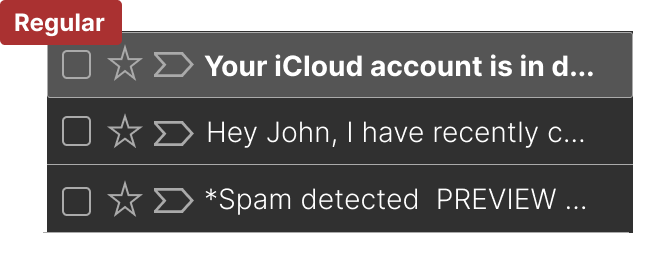 Regular
Your iCloud account is in d...
Hey John, I have recently c...
*Spam detected PREVIEW ...